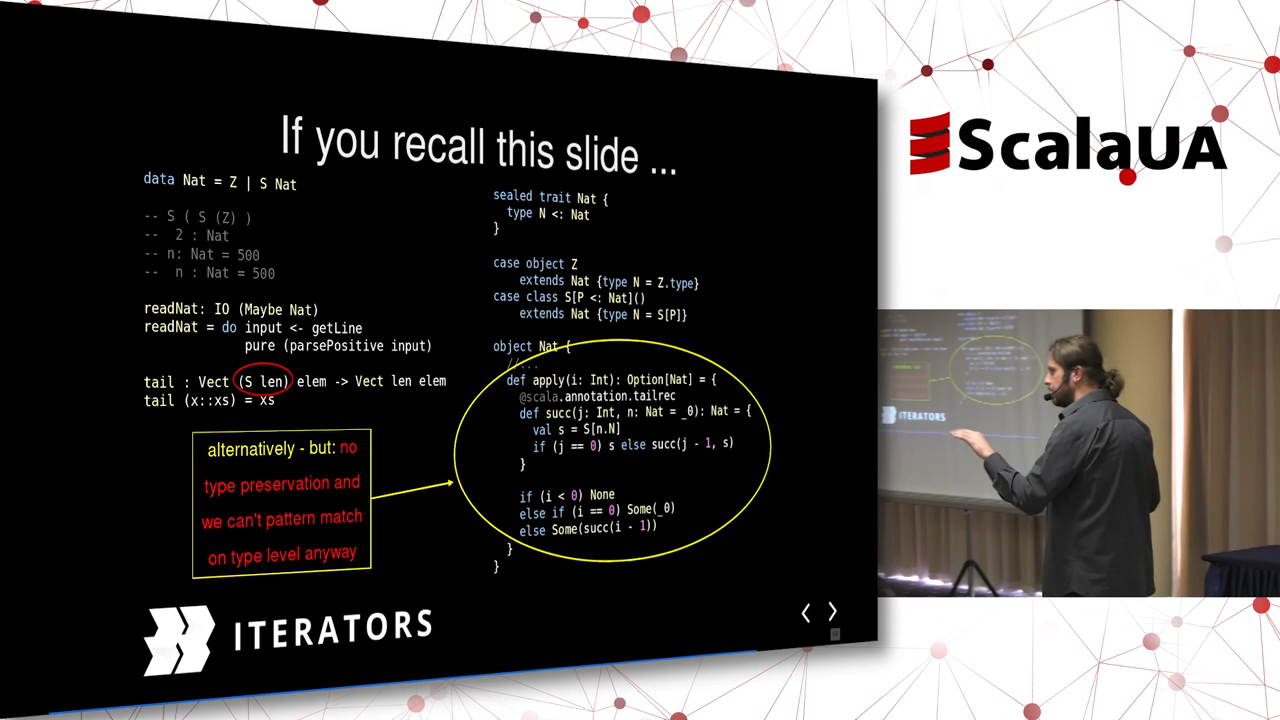 If you recall this slide ...
data Nat = Z | S Nat
-- S ( S (Z) )
--  2 : Nat
-- n: Nat = 500
--  n : Nat = 500
readNat: IO (Maybe Nat)
readNat = do input <- getLine
             pure (parsePositive input)
tail : Vect (S len) elem -> Vect len elem
tail (x::xs) = xs
alternatively - but: no
type preservation and
we can't pattern match
on type level anyway
sealed trait Nat {
  type N <: Nat
}
case object Z
    extends Nat {type N = Z.type}
case class S[P <: Nat]()
    extends Nat {type N = S[P]}
object Nat {
  //...
  def apply(i: Int): Option[Nat] = {
    @scala.annotation.tailrec
    def succ(j: Int, n: Nat = _0): Nat = {
      val s = S[n.N]
      if (j == 0) s else succ(j - 1, s)
    }
    if (i < 0) None
    else if (i == 0) Some(_0)
    else Some(succ(i - 1))
  }
}
ITERATORS
ScalaUA
ITERATORS